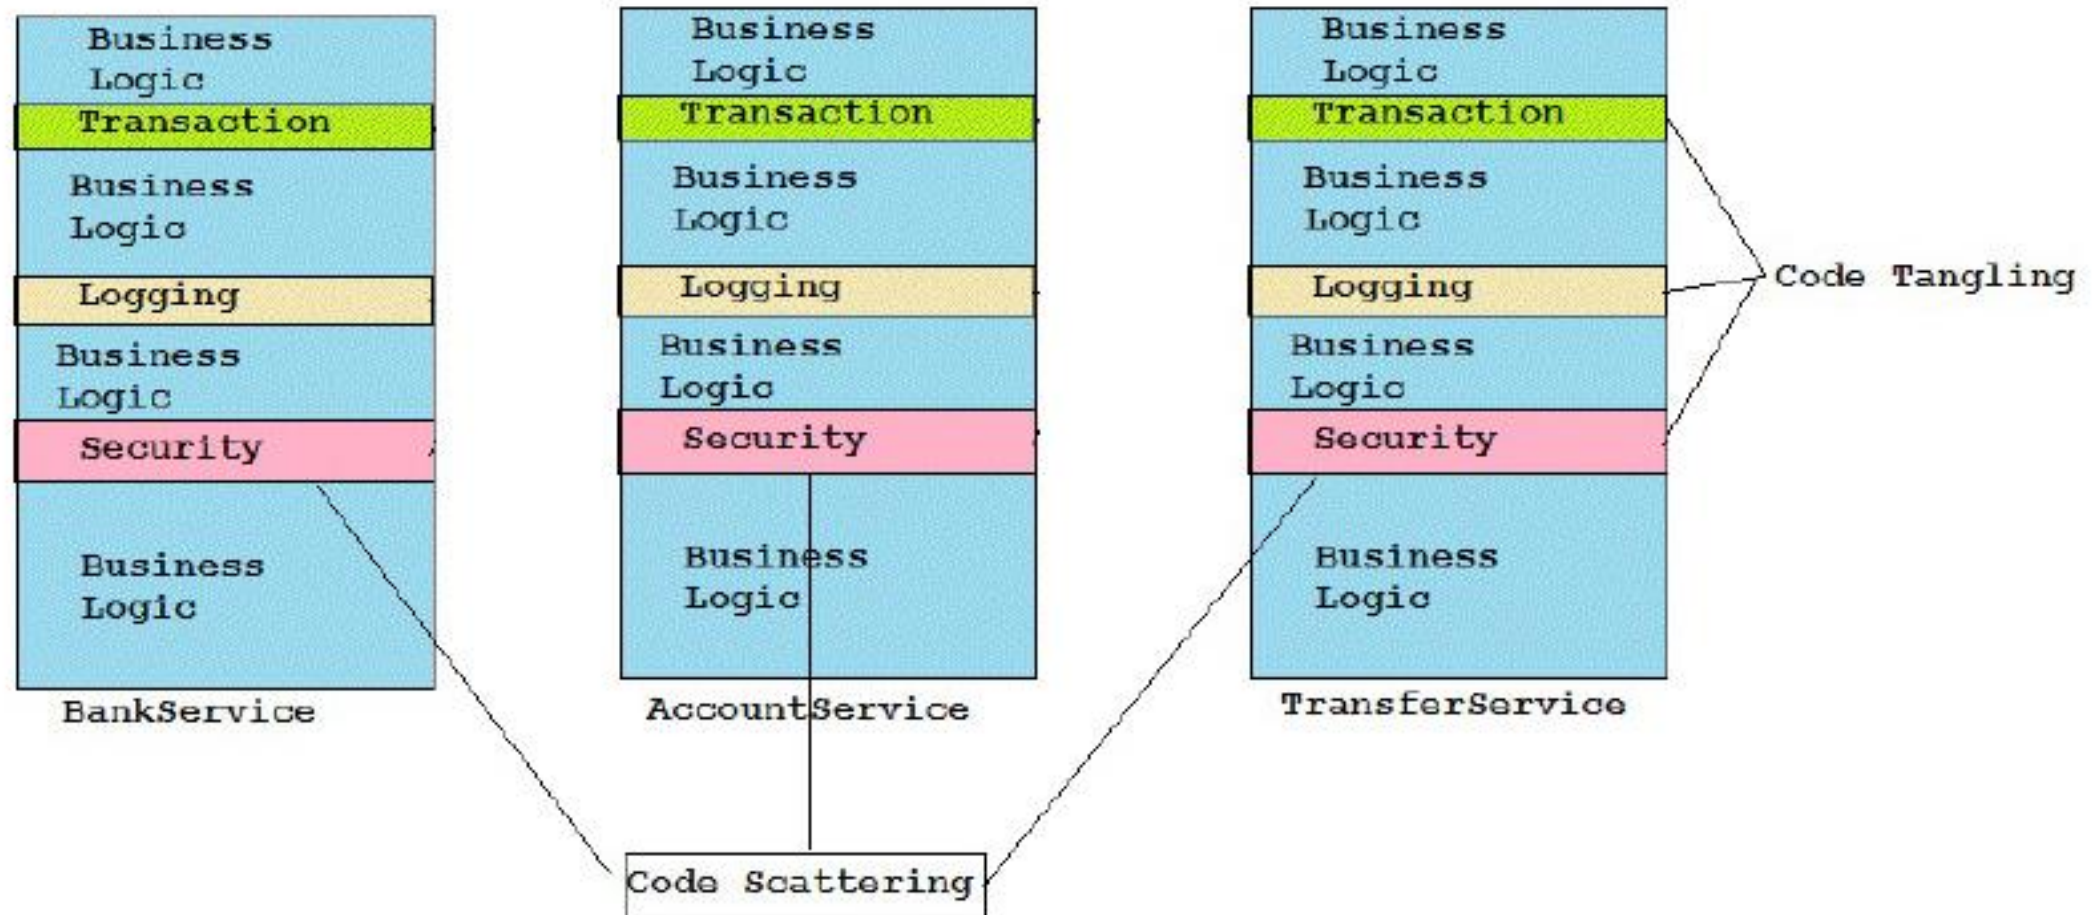 Business
Logic
Transaction
Business
Logic
Logging
Business
Logic
Security
Business
Logic
BankService
Business
Logic
Transaction
Business
Logic
Logging
Business
Logic
Security
Business
Logic
AccountService
Business
Logic
Transaction
Business
Logic
Logging
Business
Logic
Security
Business
Logic
TransferService
Code Tangling
Code Scattering